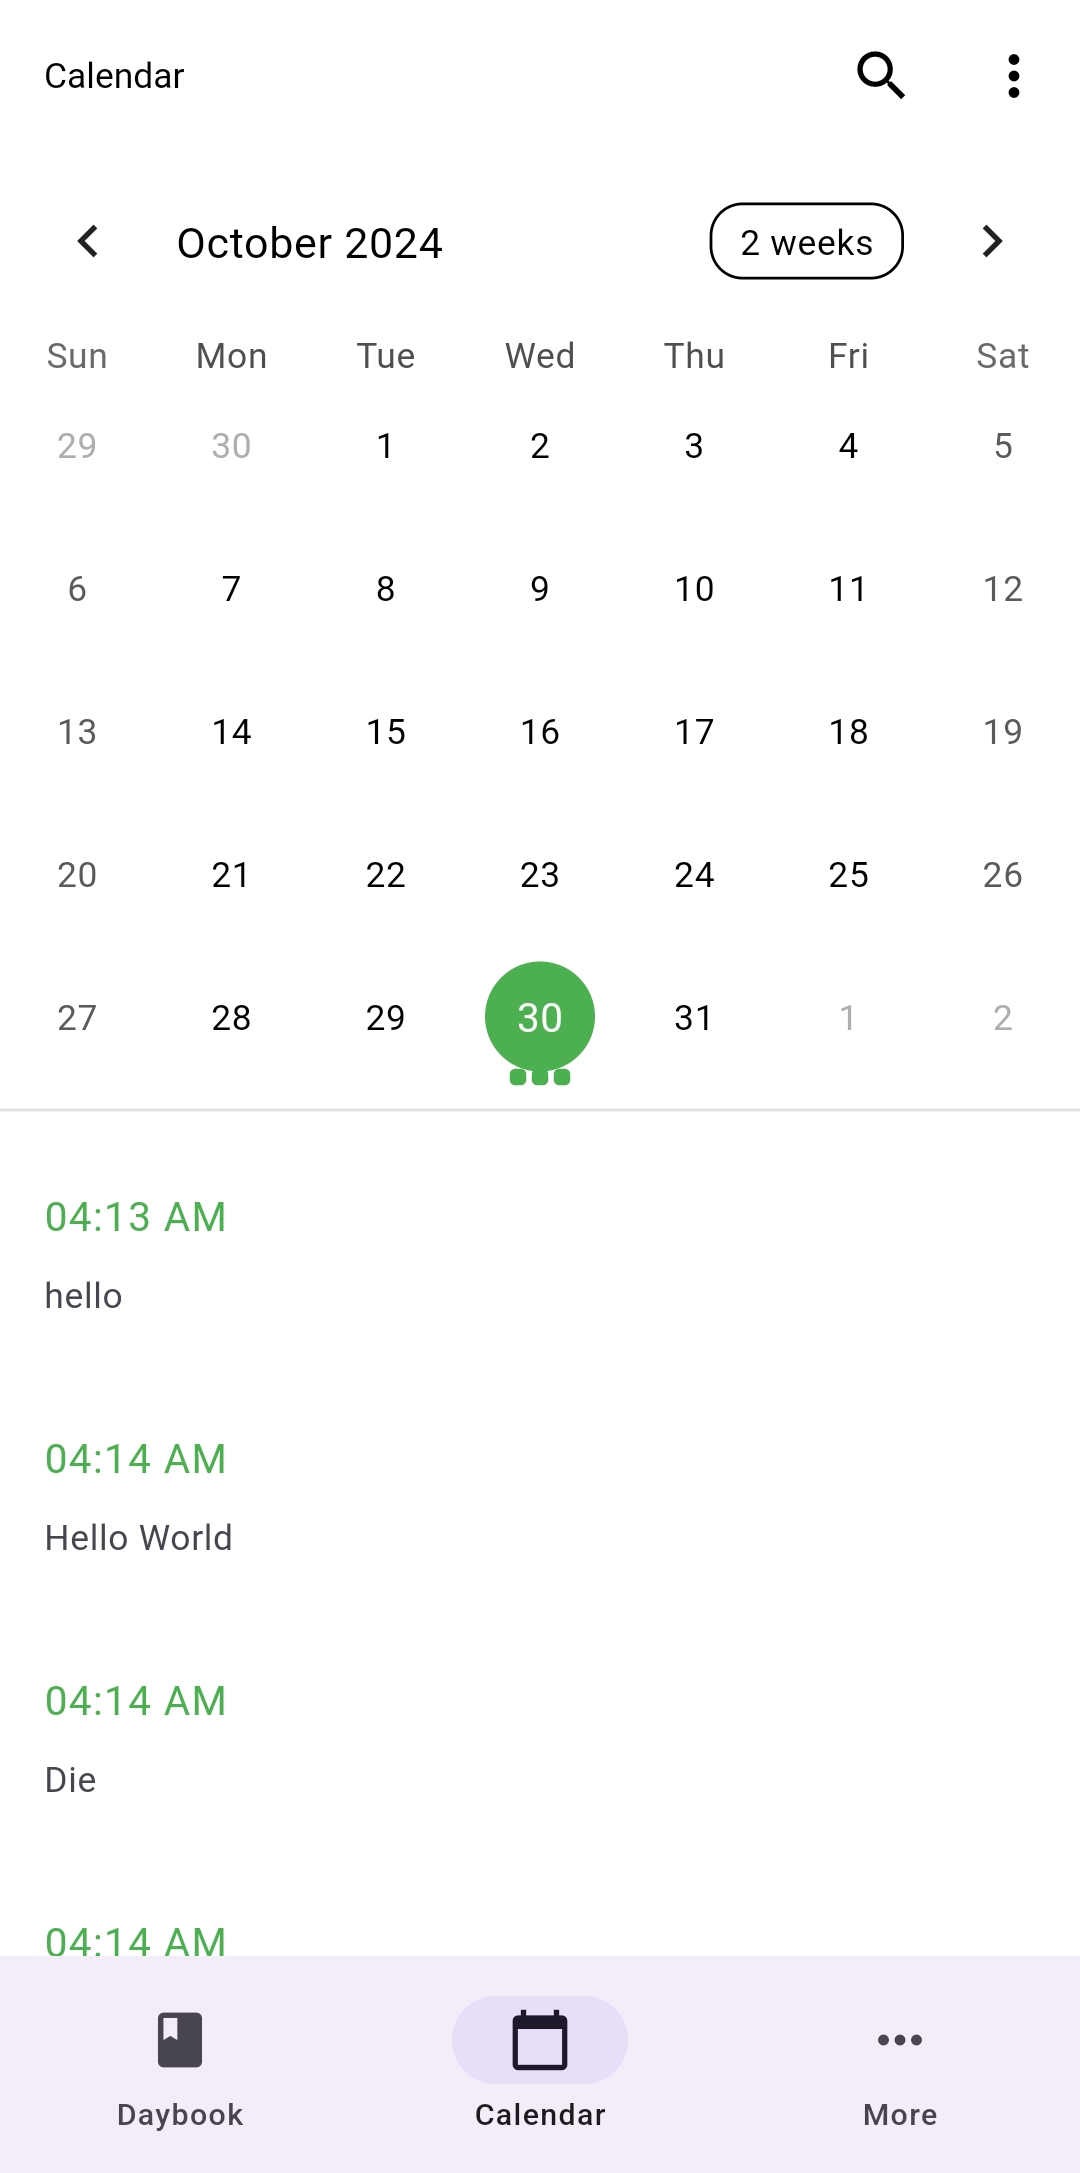 Calendar
October 2024 2 weeks
Sun Mon Tue Wed Thu Fri Sat
29 30 1 2 3 4 5
6 7 8 9 10 11 12
13 14 15 16 17 18 19
20 21 22 23 24 25 26
27 28 29 30 31 1 2
04:13 AM
hello
04:14 AM
Hello World
04:14 AM
Die
04:14 AM
Daybook Calendar More